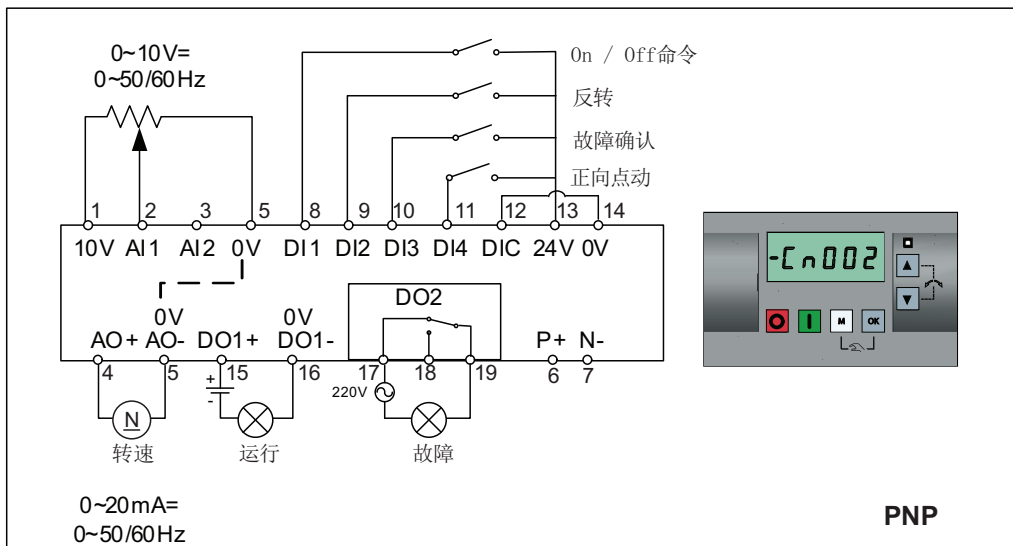 0~10V=
0~50/60Hz
On / Off命令
反转
故障确认
正向点动
1 2 3 5 8 9 10 11 12 13 14
10V AI1 AI2 0V DI1 DI2 DI3 DI4 DIC 24V 0V
DO2
0V 0V
AO+ AO- DO1+ DO1- P+ N-
4 5 15 16 17 18 19 6 7
+
-
220V
N
转速 运行 故障
0~20mA=
0~50/60Hz
-Cn002
M OK
PNP